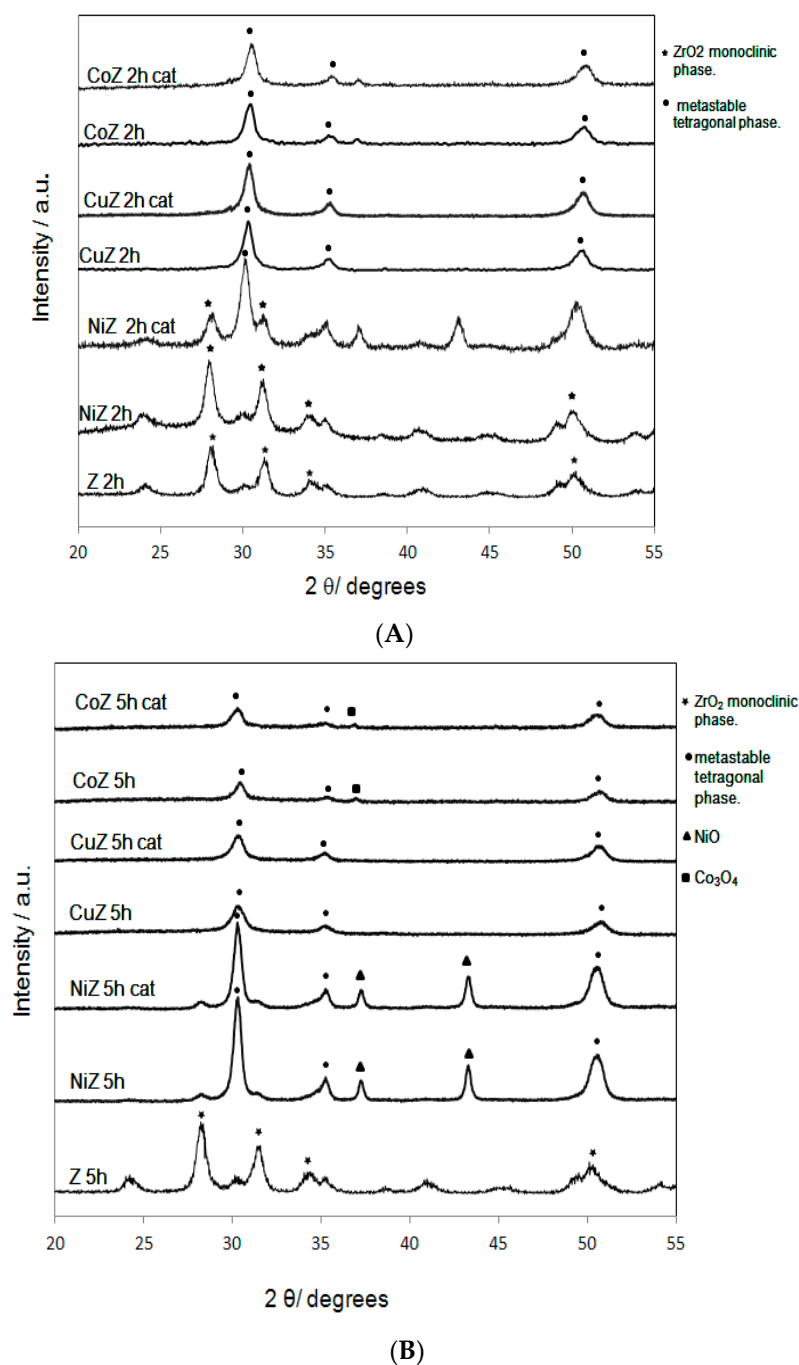 CoZ 2h cat
CoZ 2h
CuZ 2h cat
CuZ 2h
NiZ 2h cat
NiZ 2h
Z 2h
Intensity / a.u.
★ ZrO2 monoclinic
phase.
● metastable
tetragonal phase.
20 25 30 35 40 45 50 55
2 θ/ degrees
(A)
CoZ 5h cat
CoZ 5h
CuZ 5h cat
CuZ 5h
NiZ 5h cat
NiZ 5h
Z 5h
Intensity / a.u.
★ ZrO₂ monoclinic
phase.
● metastable
tetragonal
phase.
▲ NiO
■ Co₃O₄
20 25 30 35 40 45 50 55
2 θ/ degrees
(B)